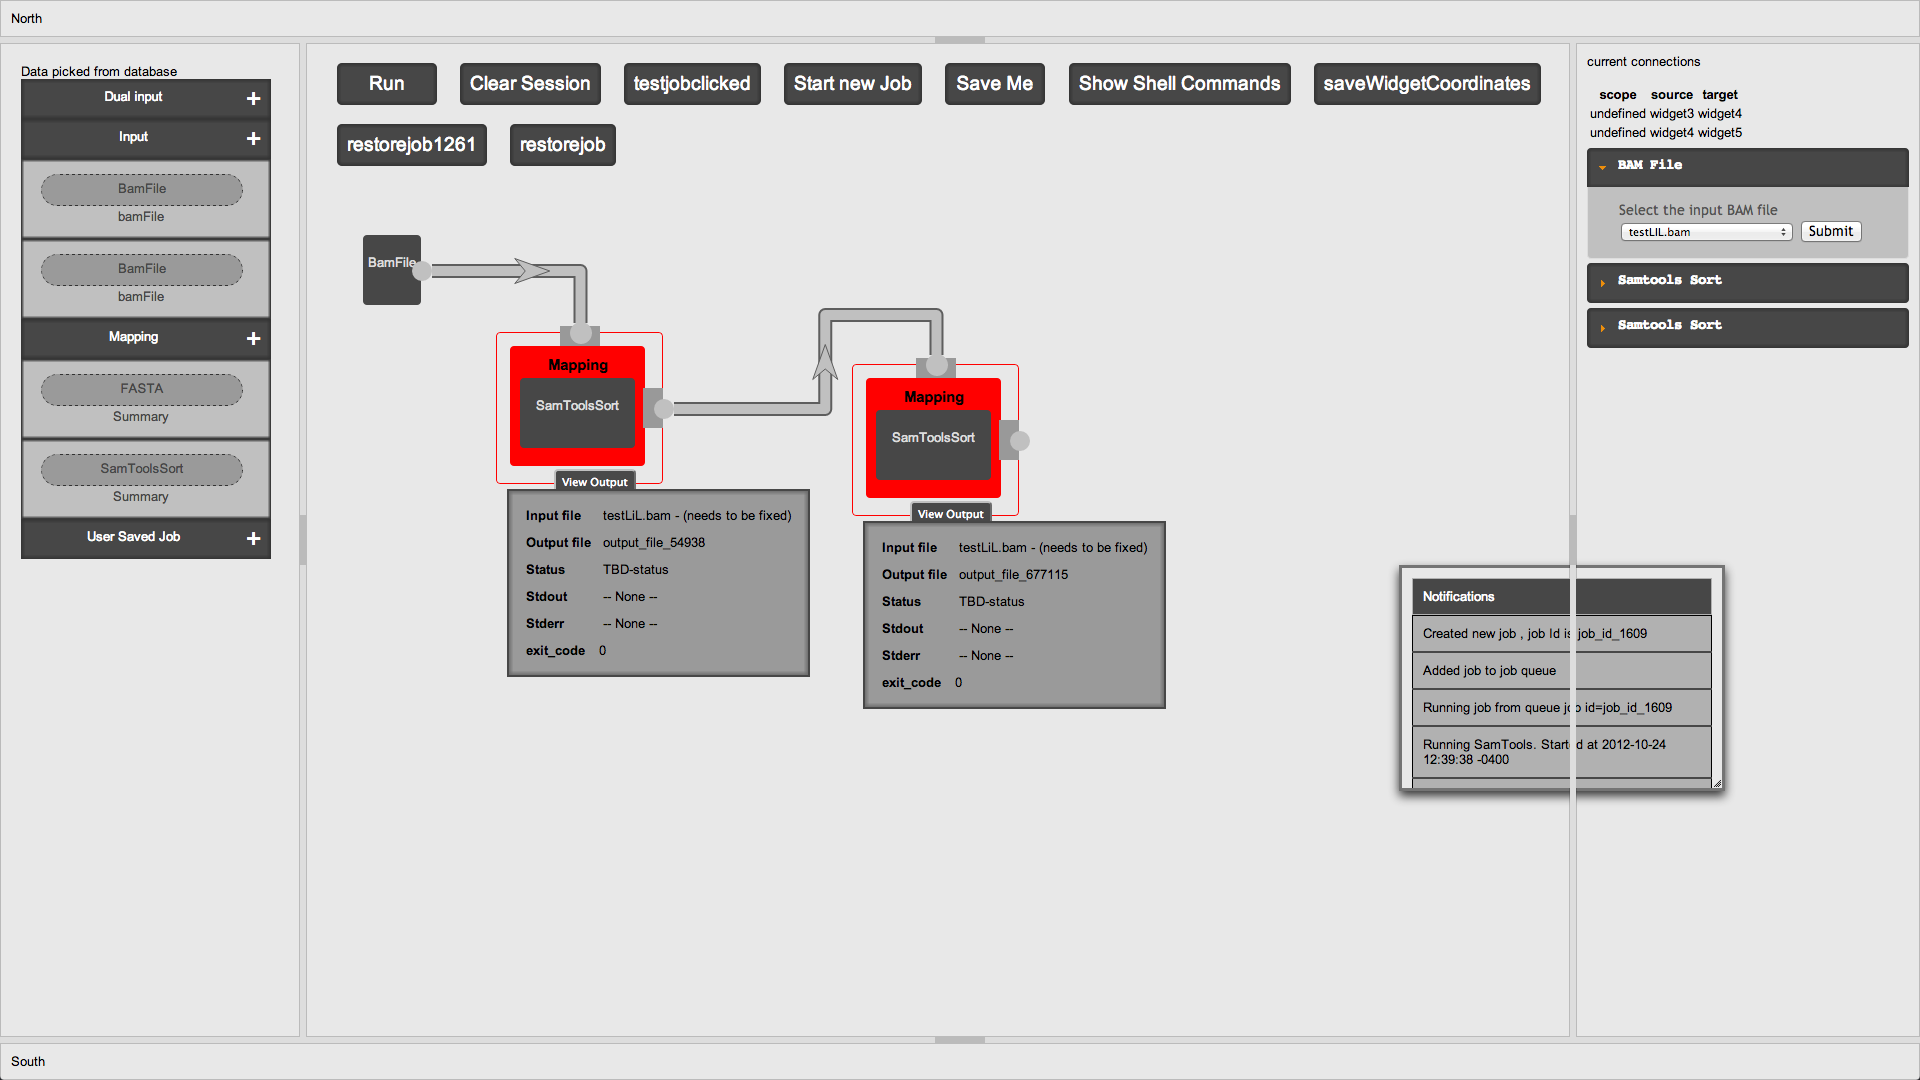 North
Data picked from database
Dual input
Input
BamFile
bamFile
BamFile
bamFile
Mapping
FASTA
Summary
SamToolsSort
Summary
User Saved Job
Run
Clear Session
testjobclicked
Start new Job
Save Me
Show Shell Commands
saveWidgetCoordinates
restorejob1261
restorejob
BamFile
Mapping
SamToolsSort
View Output
Input file testLiL.bam - (needs to be fixed)
Output file output_file_54938
Status TBD-status
Stdout -- None --
Stderr -- None --
exit_code 0
Mapping
SamToolsSort
View Output
Input file testLiL.bam - (needs to be fixed)
Output file output_file_677115
Status TBD-status
Stdout -- None --
Stderr -- None --
exit_code 0
current connections
scope source target
undefined widget3 widget4
undefined widget4 widget5
BAM File
Select the input BAM file
testLIL.bam
Submit
Samtools Sort
Samtools Sort
Notifications
Created new job , job Id is job_id_1609
Added job to job queue
Running job from queue job id=job_id_1609
Running SamTools. Started at 2012-10-24
12:39:38 -0400
South